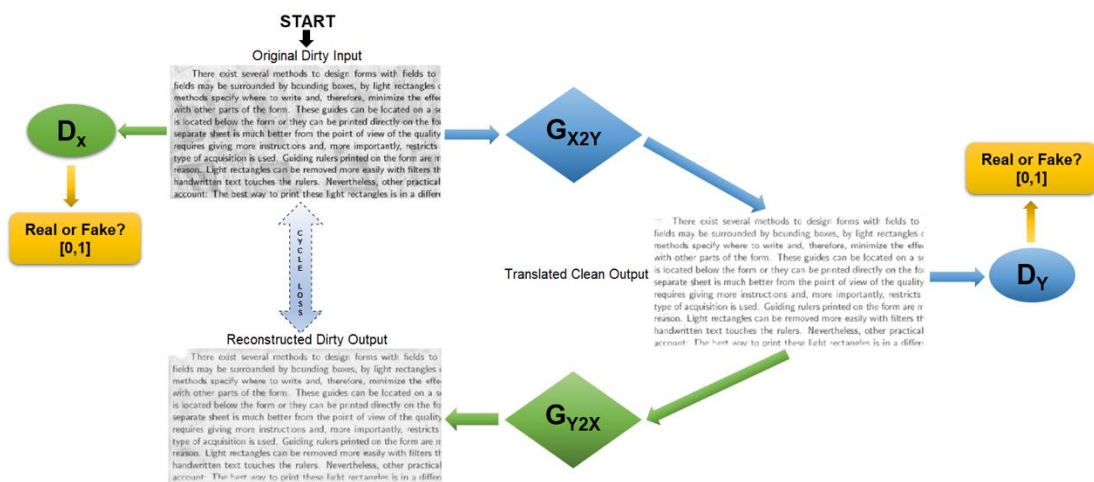 START
Original Dirty Input
There exist several methods to design forms with fields to
fields may be surrounded by bounding boxes, by light rectangles
methods specify where to write and, therefore, minimize the effe
with other parts of the form. These guides can be located on a se
is located below the form or they can be printed directly on the fo
separate sheet is much better from the point of view of the quality
requires giving more instructions and, more importantly, restricts
type of acquisition is used. Guiding rulers printed on the form are m
reason. Light rectangles can be removed more easily with filters th
handwritten text touches the rulers. Nevertheless, other practical
account: The best way to print these light rectangles is in a differe
DX
Real or Fake?
[0,1]
GX2Y
Real or Fake?
[0,1]
Translated Clean Output
There exist several methods to design forms with fields to
fields may be surrounded by bounding boxes, by light rectangles
methods specify where to write and, therefore, minimize the effe
with other parts of the form. These guides can be located on a se
is located below the form or they can be printed directly on the fo
separate sheet is much better from the point of view of the quality
requires giving more instructions and, more importantly, restricts
type of acquisition is used. Guiding rulers printed on the form are m
reason. Light rectangles can be removed more easily with filters th
handwritten text touches the rulers. Nevertheless, other practical
account: The best way to print these light rectangles is in a differe
DY
CYCLE LOSS
Reconstructed Dirty Output
There exist several methods to design forms with fields to
fields may be surrounded by bounding boxes, by light rectangles
methods specify where to write and, therefore, minimize the effe
with other parts of the form. These guides can be located on a se
is located below the form or they can be printed directly on the fo
separate sheet is much better from the point of view of the quality
requires giving more instructions and, more importantly, restricts
type of acquisition is used. Guiding rulers printed on the form are m
reason. Light rectangles can be removed more easily with filters th
handwritten text touches the rulers. Nevertheless, other practical
account: The best way to print these light rectangles is in a differe
GY2X